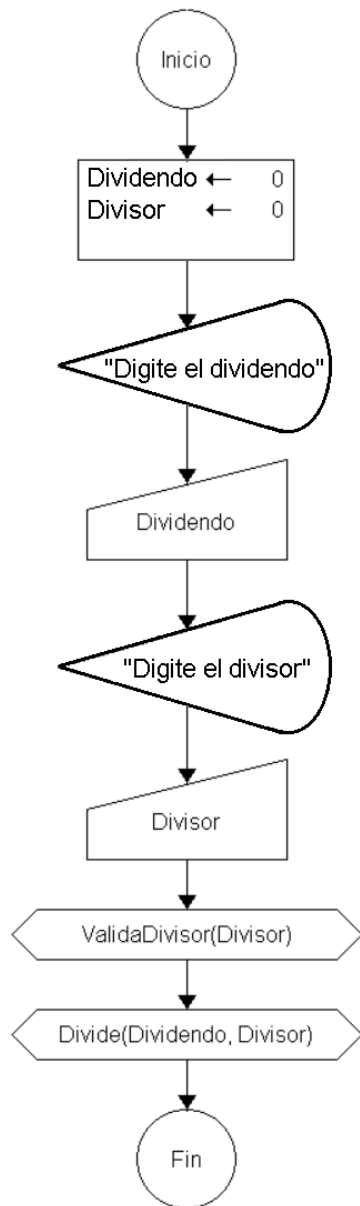 Inicio
Dividendo ← 0
Divisor ← 0
"Digite el dividendo"
Dividendo
"Digite el divisor"
Divisor
ValidaDivisor(Divisor)
Divide(Dividendo, Divisor)
Fin